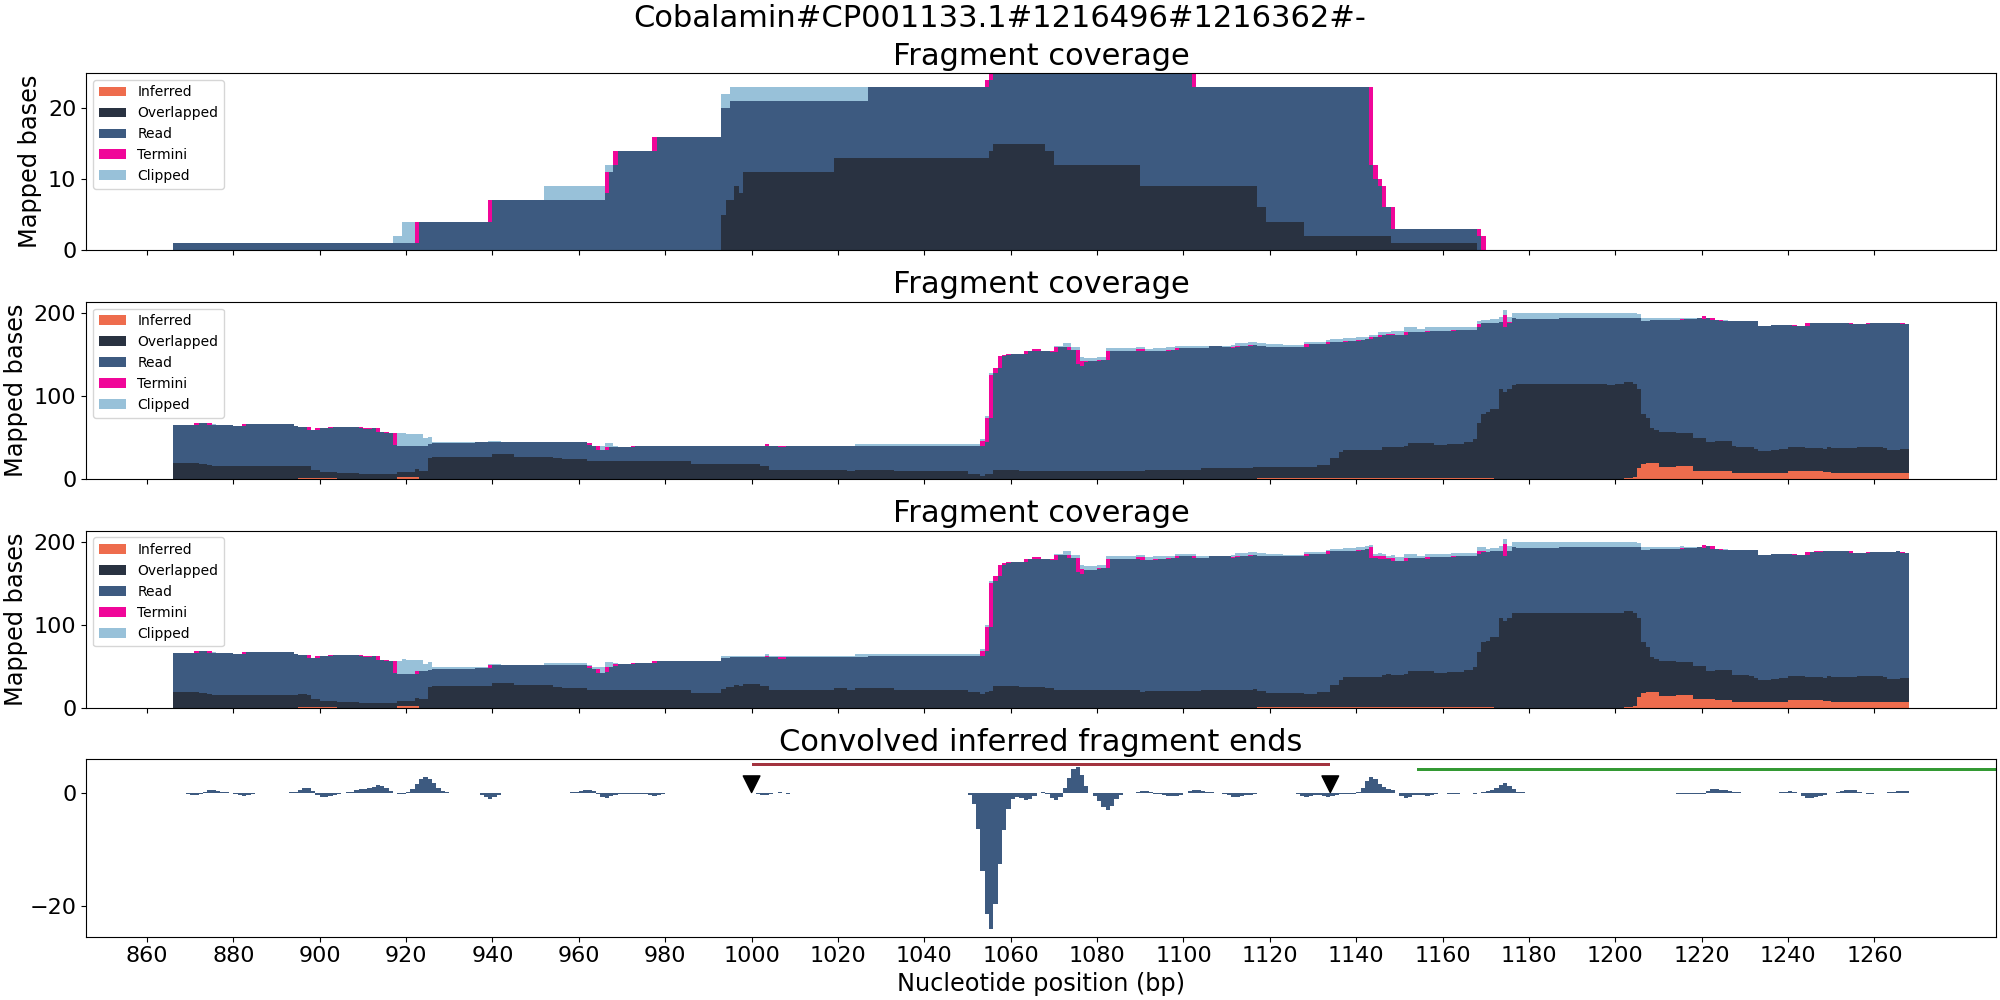 Cobalamin#CP001133.1#1216496#1216362#-
Fragment coverage
Mapped bases
20
10
0
Inferred
Overlapped
Read
Termini
Clipped
Fragment coverage
Mapped bases
200
100
0
Inferred
Overlapped
Read
Termini
Clipped
Fragment coverage
Mapped bases
200
100
0
Inferred
Overlapped
Read
Termini
Clipped
Convolved inferred fragment ends
0
−20
860 880 900 920 940 960 980 1000 1020 1040 1060 1080 1100 1120 1140 1160 1180 1200 1220 1240 1260
Nucleotide position (bp)